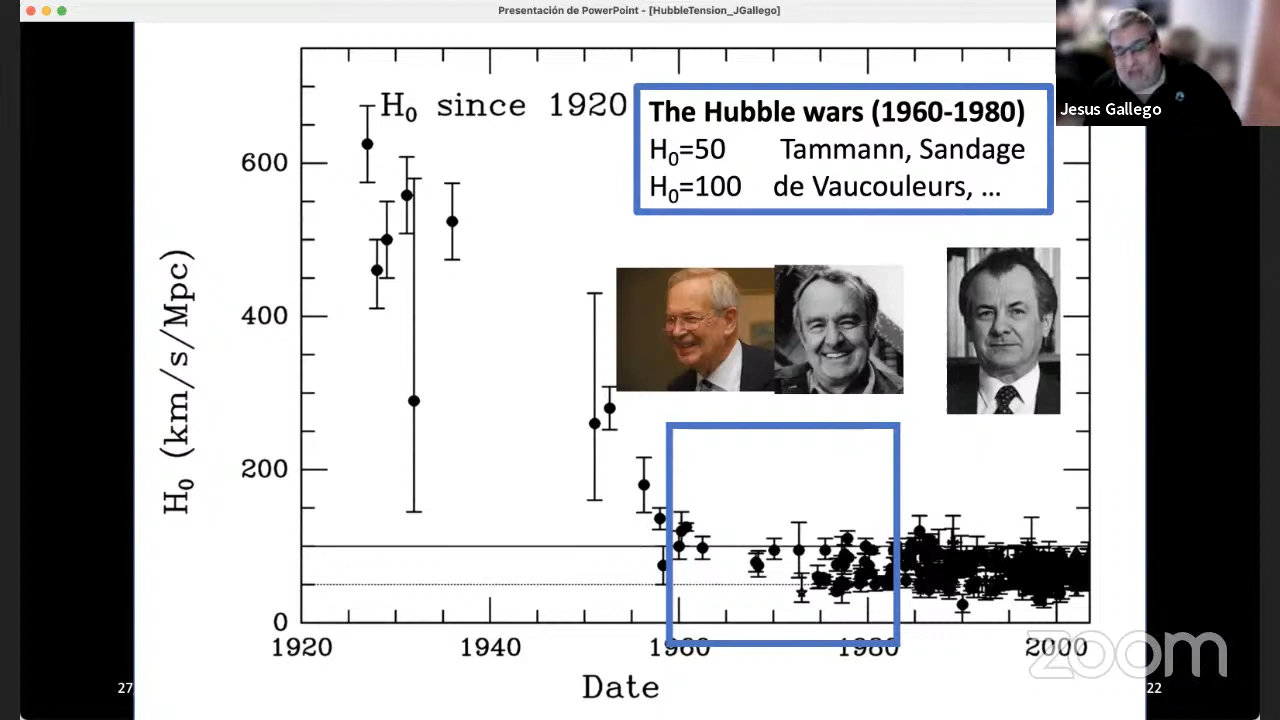 Presentación de PowerPoint - [HubbleTension_JGallego]
Jesus Gallego
H₀ since 1920
The Hubble wars (1960-1980)
H₀=50 Tammann, Sandage
H₀=100 de Vaucouleurs, ...
600
400
200
0
H₀ (km/s/Mpc)
1920
1940
1960
1980
2000
Date
27
22
zoom